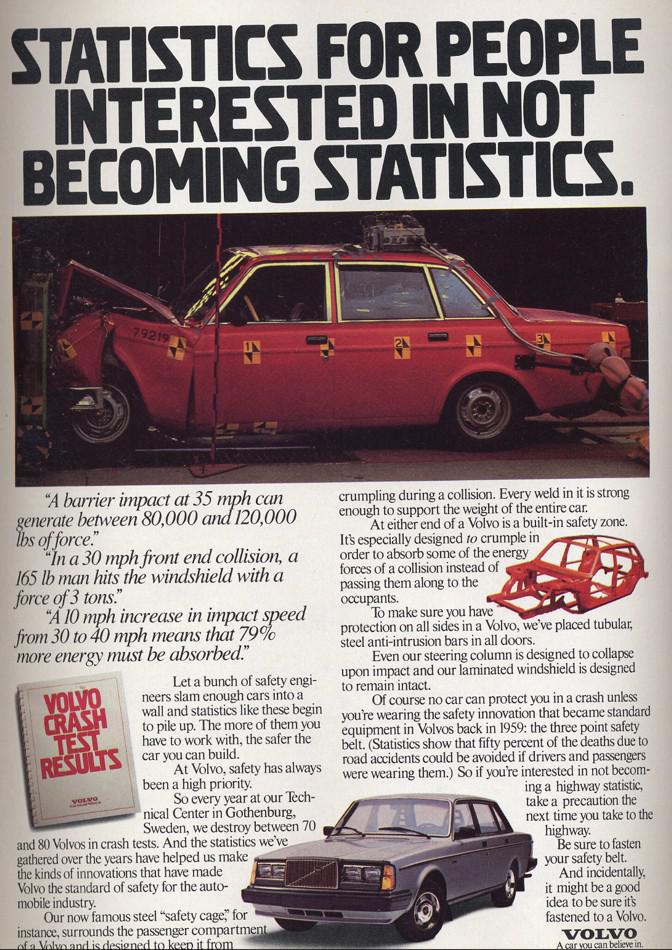 STATISTICS FOR PEOPLE
INTERESTED IN NOT
BECOMING STATISTICS.
79219
1
2
3
"A barrier impact at 35 mph can
generate between 80,000 and 120,000
lbs of force."
"In a 30 mph front end collision, a
165 lb man hits the windshield with a
force of 3 tons."
"A 10 mph increase in impact speed
from 30 to 40 mph means that 79%
more energy must be absorbed."
VOLVO
CRASH
TEST
RESULTS
VOLVO
Let a bunch of safety engi-
neers slam enough cars into a
wall and statistics like these begin
to pile up. The more of them you
have to work with, the safer the
car you can build.
At Volvo, safety has always
been a high priority.
So every year at our Tech-
nical Center in Gothenburg,
Sweden, we destroy between 70
and 80 Volvos in crash tests. And the statistics we've
gathered over the years have helped us make
the kinds of innovations that have made
Volvo the standard of safety for the auto-
mobile industry.
Our now famous steel "safety cage," for
instance, surrounds the passenger compartment
of a Volvo and is designed to keep it from
crumpling during a collision. Every weld in it is strong
enough to support the weight of the entire car.
At either end of a Volvo is a built-in safety zone.
It's especially designed to crumple in
order to absorb some of the energy
forces of a collision instead of
passing them along to the
occupants.
To make sure you have
protection on all sides in a Volvo, we've placed tubular,
steel anti-intrusion bars in all doors.
Even our steering column is designed to collapse
upon impact and our laminated windshield is designed
to remain intact.
Of course no car can protect you in a crash unless
you're wearing the safety innovation that became standard
equipment in Volvos back in 1959: the three point safety
belt. (Statistics show that fifty percent of the deaths due to
road accidents could be avoided if drivers and passengers
were wearing them.) So if you're interested in not becom-
ing a highway statistic,
take a precaution the
next time you take to the
highway.
Be sure to fasten
your safety belt.
And incidentally,
it might be a good
idea to be sure it's
fastened to a Volvo.
VOLVO
A car you can believe in.